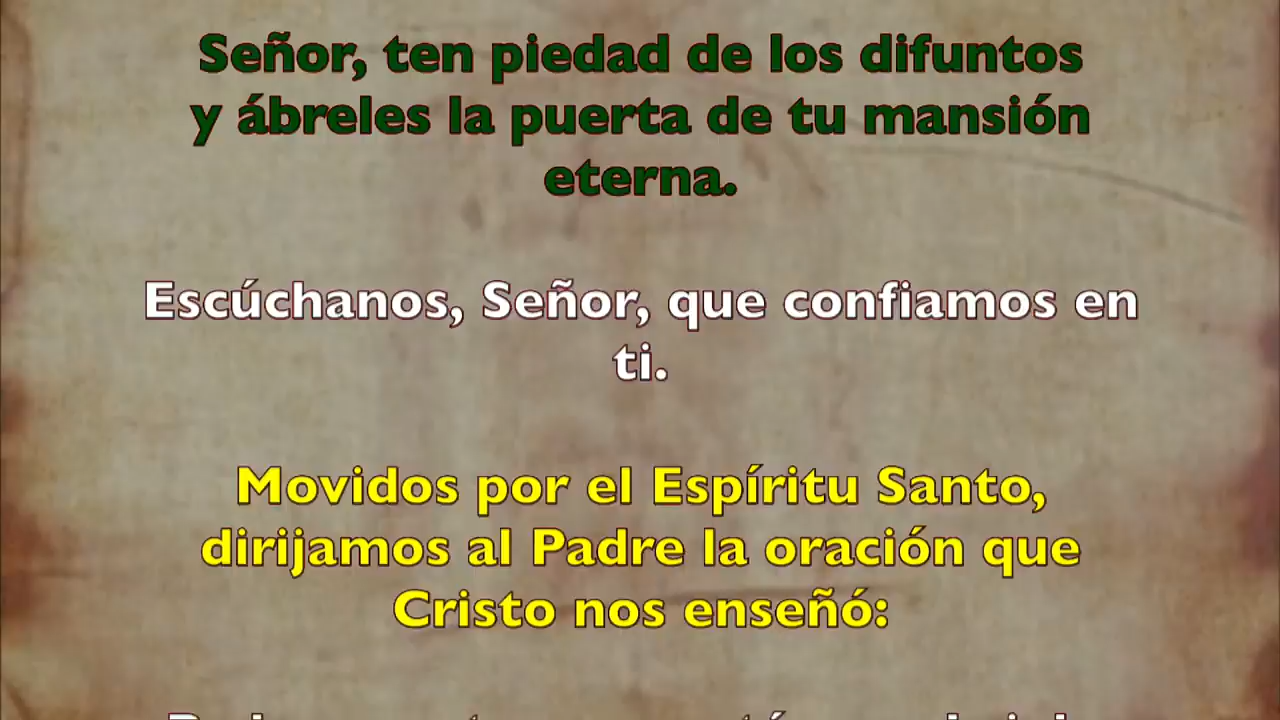 Señor, ten piedad de los difuntos
y ábreles la puerta de tu mansión
eterna.
Escúchanos, Señor, que confiamos en
ti.
Movidos por el Espíritu Santo,
dirijamos al Padre la oración que
Cristo nos enseñó: